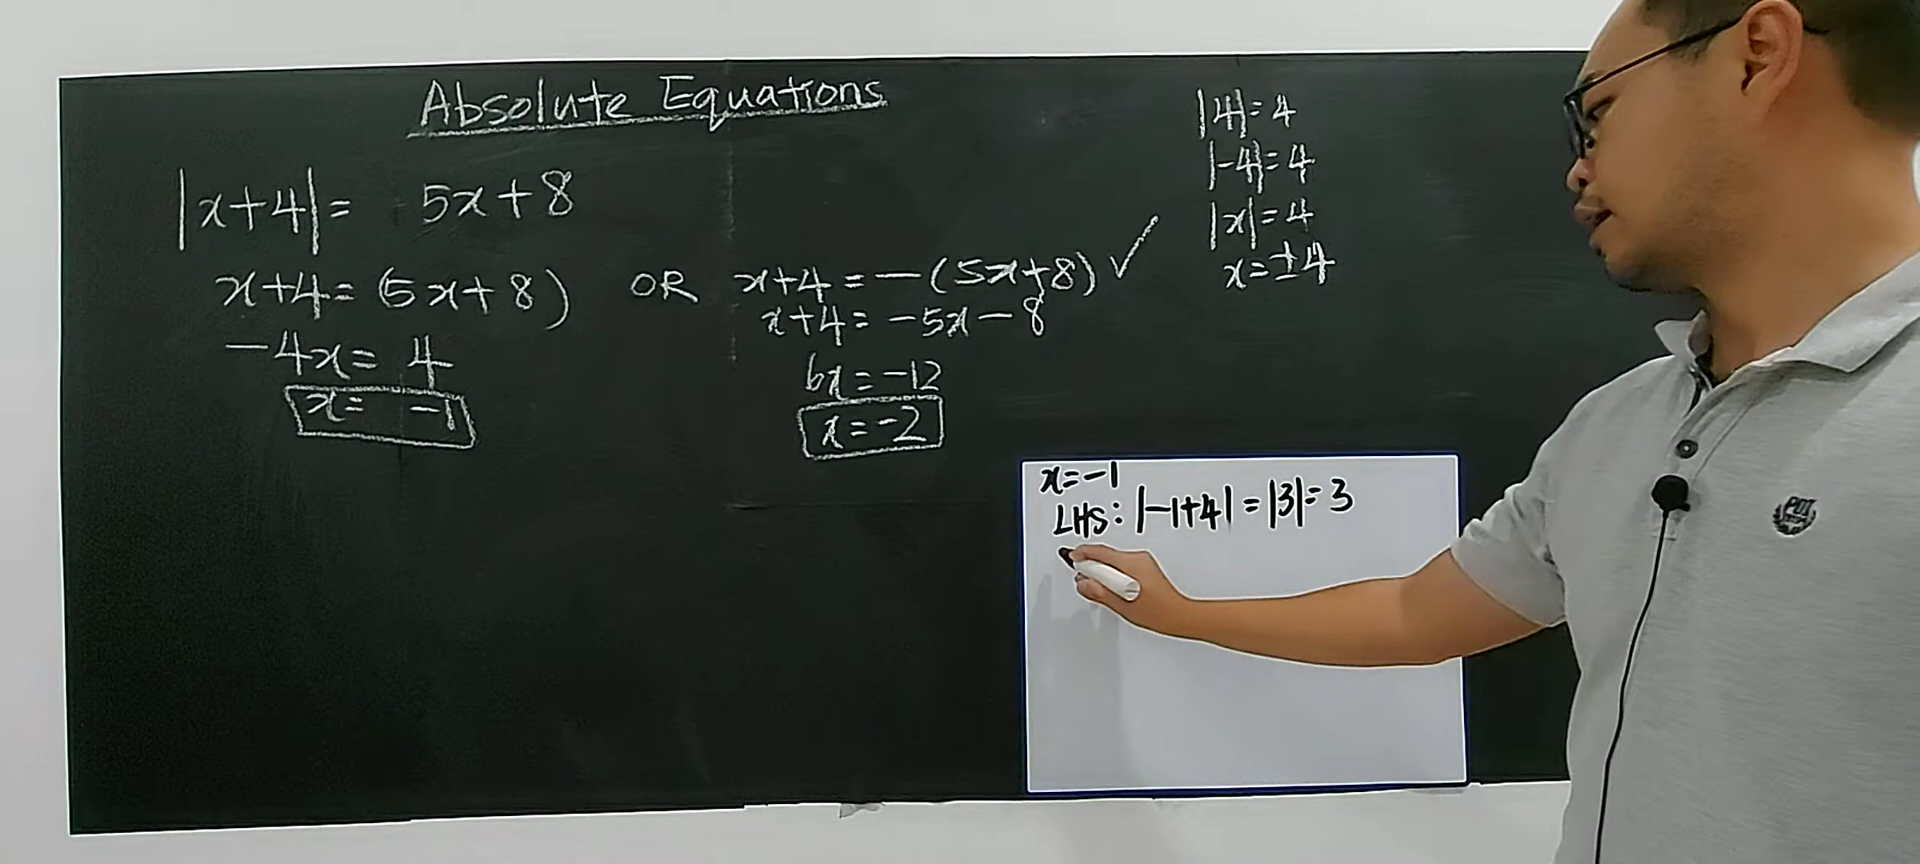 Absolute Equations
|x+4| = 5x+8
x+4 = (5x+8) OR x+4 = -(5x+8) ✓
-4x = 4
x = -1
x+4 = -5x-8
6x = -12
x = -2
|4| = 4
|-4| = 4
|x| = 4
x = ±4
x = -1
LHS: |-1+4| = |3| = 3